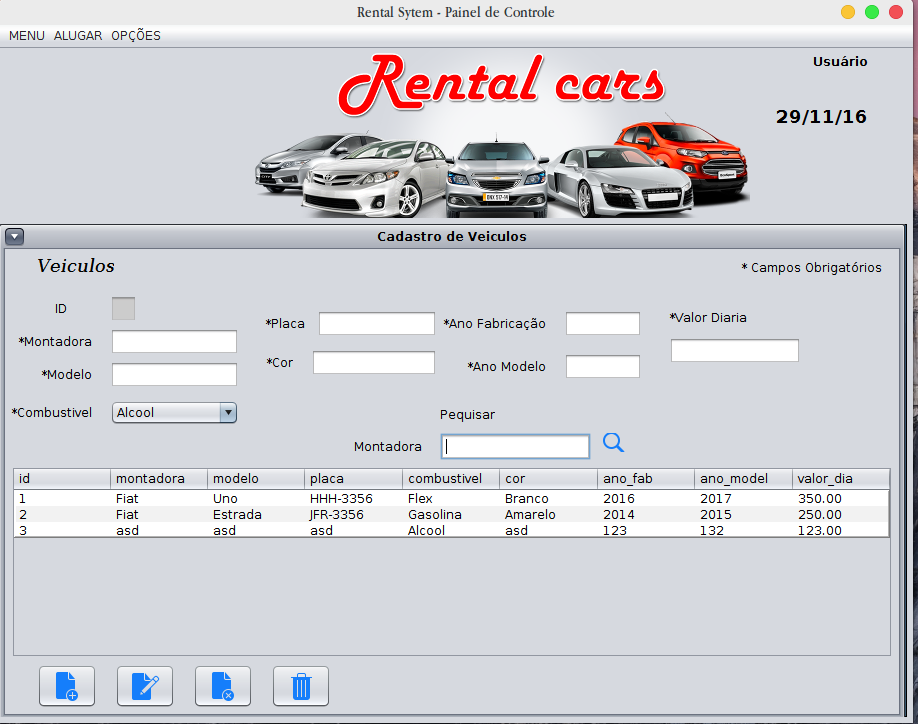 Rental Sytem - Painel de Controle
MENU ALUGAR OPÇÕES
Rental cars
Usuário
29/11/16
Cadastro de Veiculos
Veiculos
* Campos Obrigatórios
ID
*Placa
*Ano Fabricação
*Valor Diaria
*Montadora
*Cor
*Ano Modelo
*Modelo
*Combustivel Alcool
Pequisar
Montadora
id montadora modelo placa combustivel cor ano_fab ano_model valor_dia
1 Fiat Uno HHH-3356 Flex Branco 2016 2017 350.00
2 Fiat Estrada JFR-3356 Gasolina Amarelo 2014 2015 250.00
3 asd asd asd Alcool asd 123 132 123.00